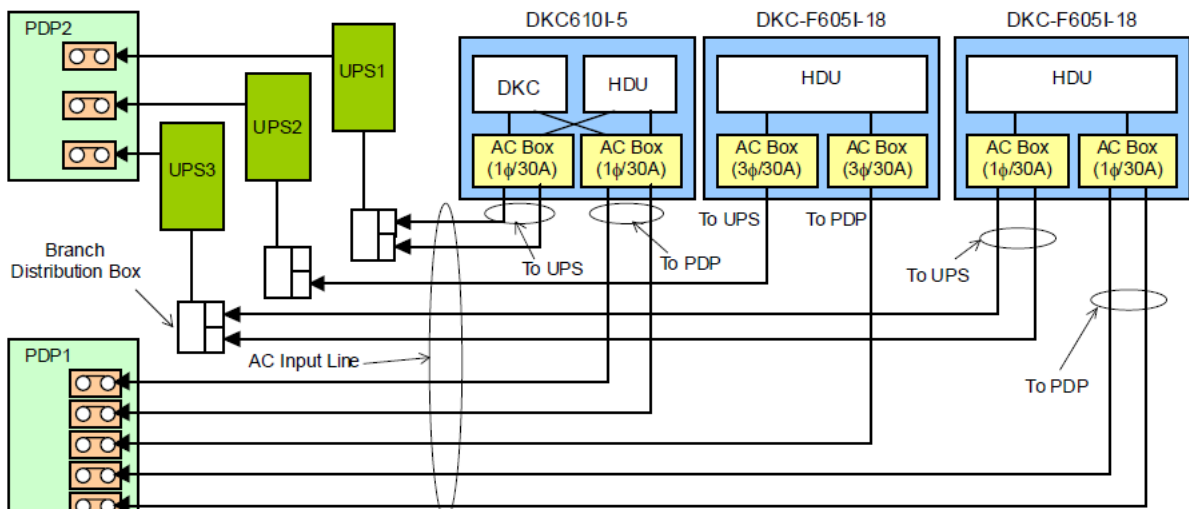 DKC610I-5
DKC-F605I-18
DKC-F605I-18
PDP2
UPS1
UPS2
UPS3
DKC
HDU
HDU
HDU
AC Box
(1ϕ/30A)
AC Box
(1ϕ/30A)
AC Box
(3ϕ/30A)
AC Box
(3ϕ/30A)
AC Box
(1ϕ/30A)
AC Box
(1ϕ/30A)
To UPS
To PDP
To UPS
To PDP
To UPS
To PDP
Branch
Distribution Box
AC Input Line
PDP1